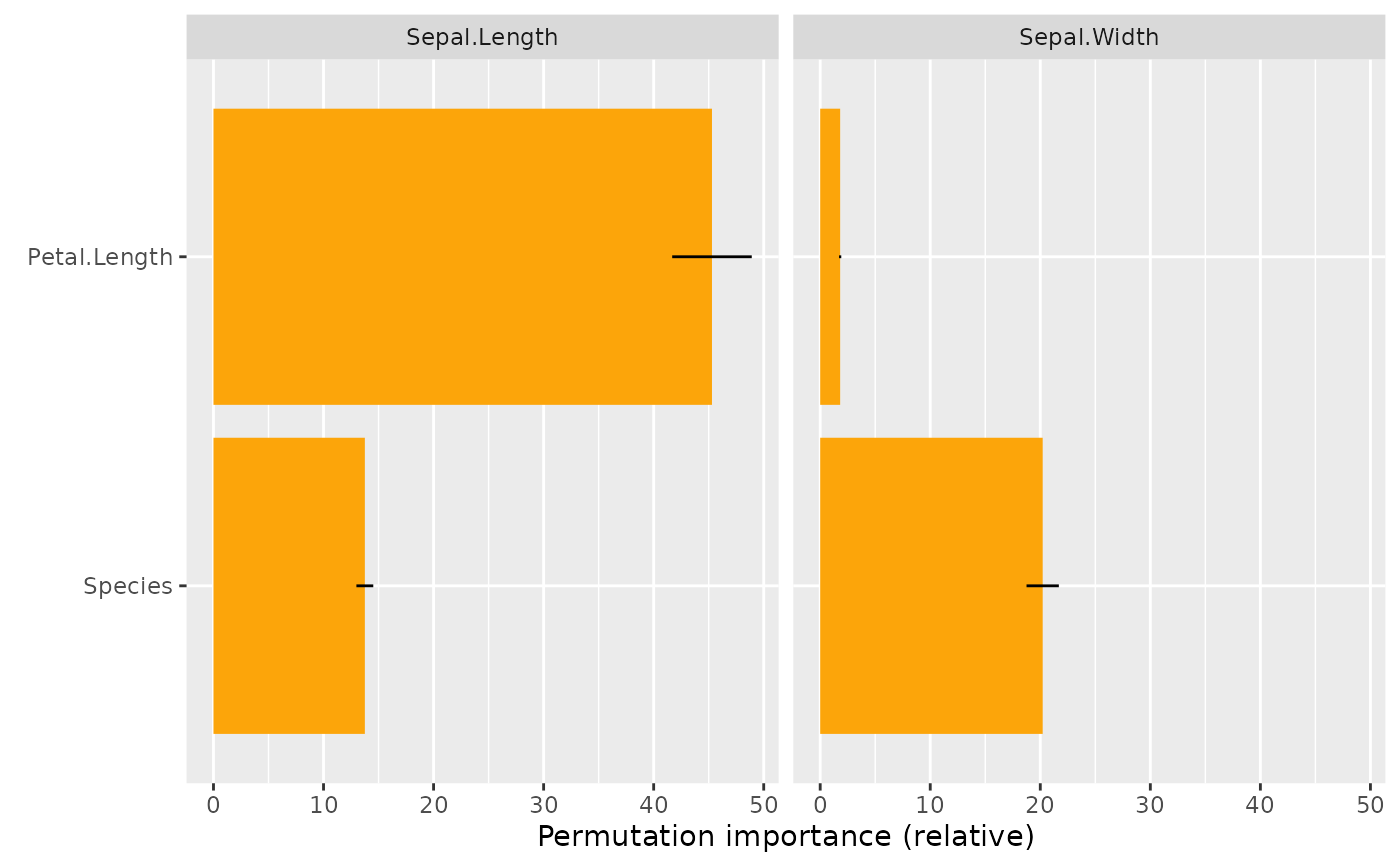 Sepal.Length Sepal.Width
Petal.Length
Species
0 10 20 30 40 50 0 10 20 30 40 50
Permutation importance (relative)